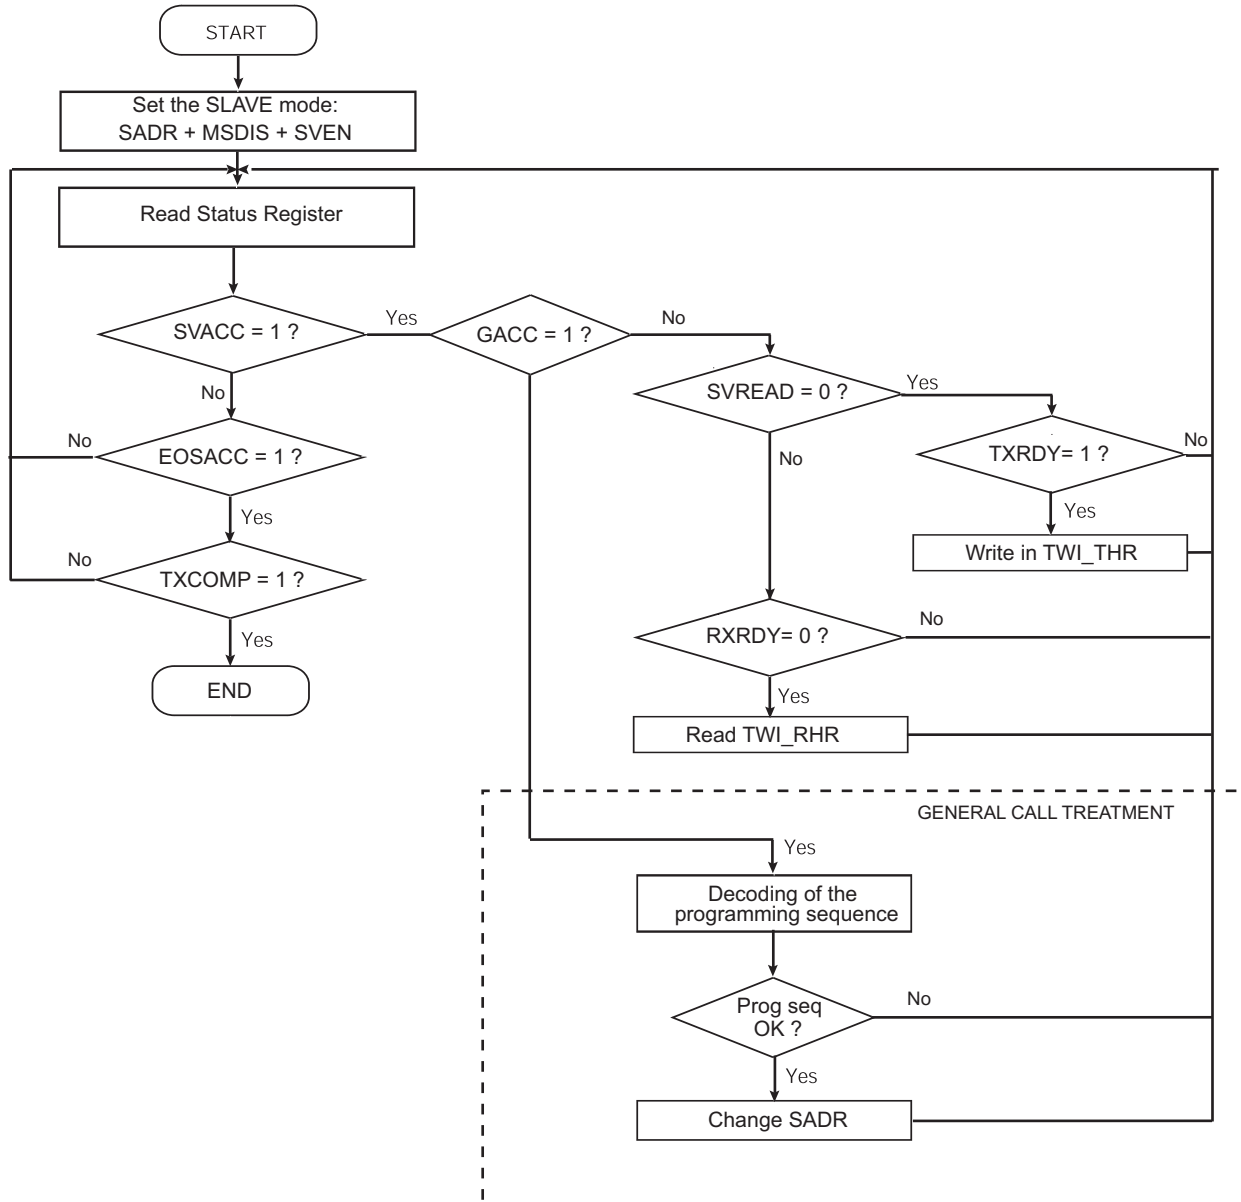 START
Set the SLAVE mode:
SADR + MSDIS + SVEN
Read Status Register
SVACC = 1 ?
Yes
GACC = 1 ?
No
SVREAD = 0 ?
Yes
No
EOSACC = 1 ?
No
No
TXRDY= 1 ?
No
Yes
Yes
Write in TWI_THR
TXCOMP = 1 ?
No
Yes
RXRDY= 0 ?
No
END
Yes
Read TWI_RHR
GENERAL CALL TREATMENT
Yes
Decoding of the
programming sequence
Prog seq
OK ?
No
Yes
Change SADR